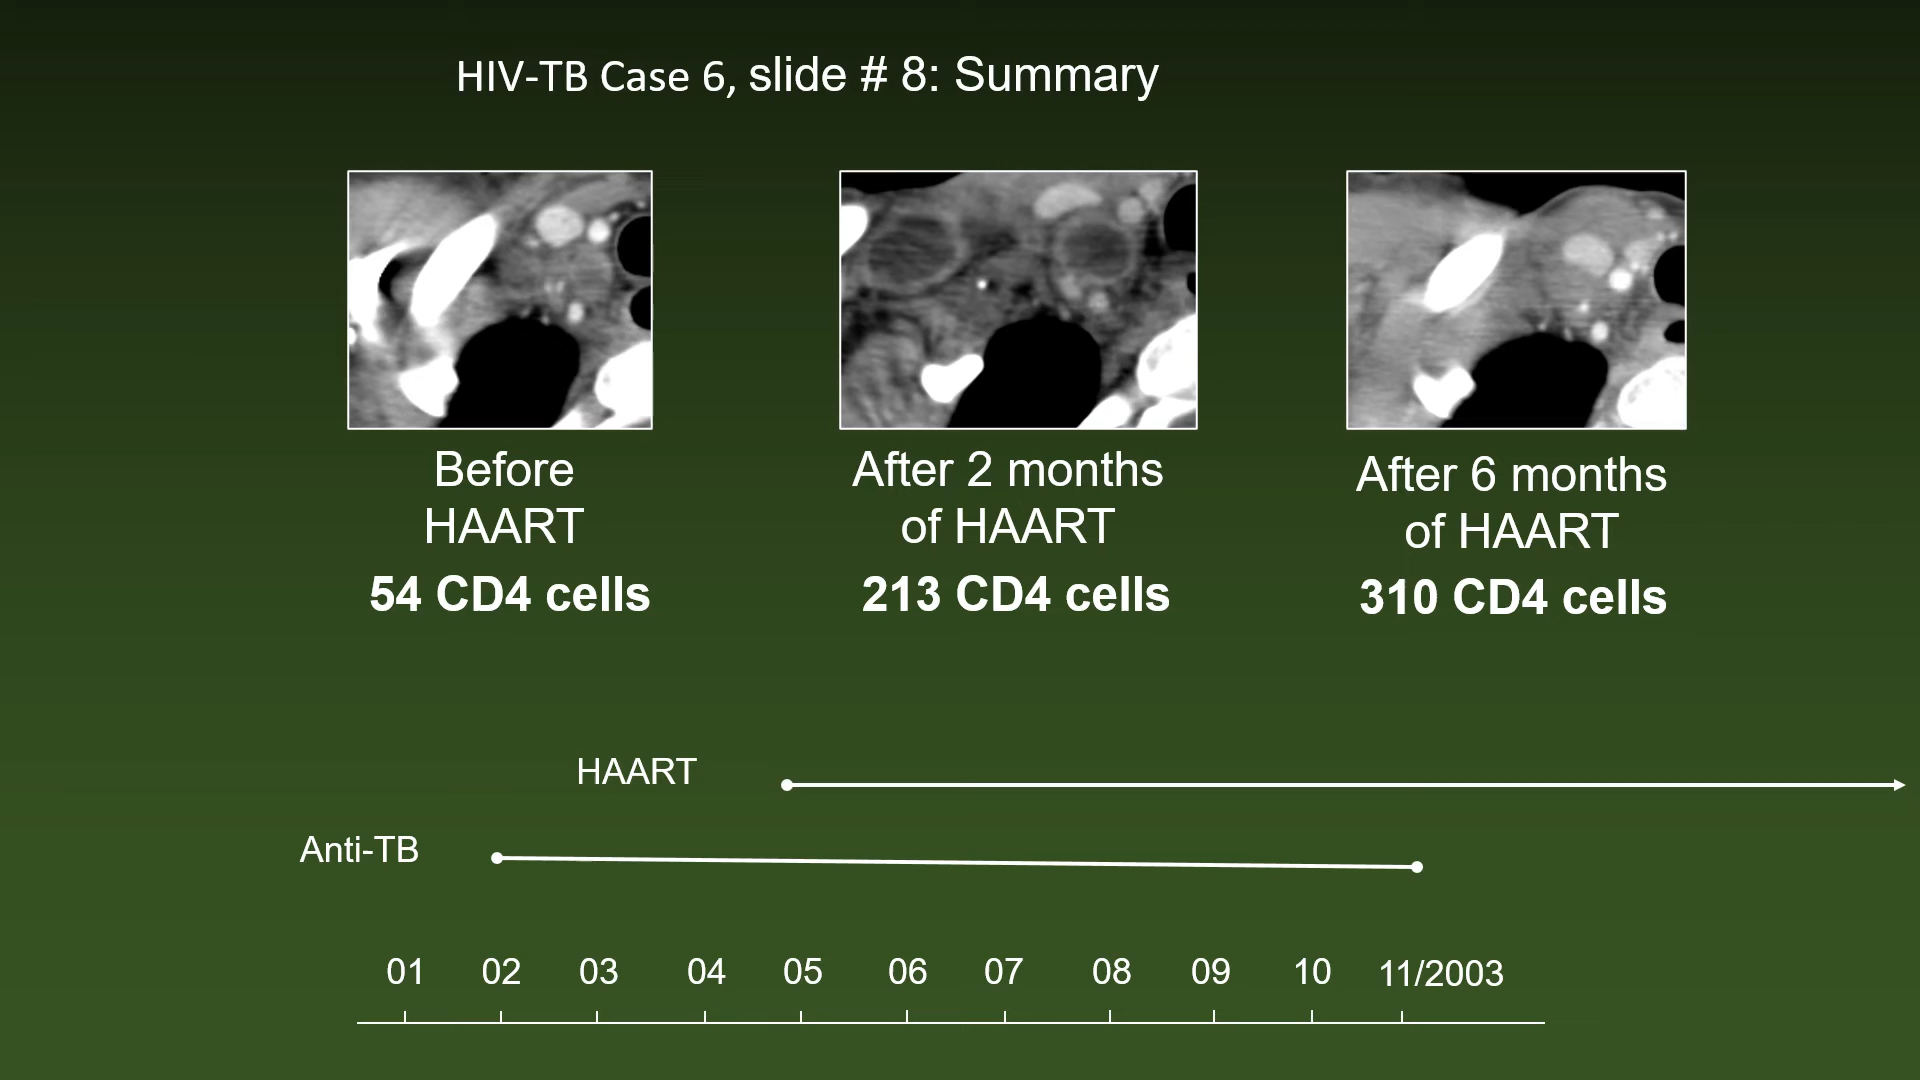 HIV-TB Case 6, slide # 8: Summary
Before
HAART
54 CD4 cells
After 2 months
of HAART
213 CD4 cells
After 6 months
of HAART
310 CD4 cells
HAART
Anti-TB
01 02 03 04 05 06 07 08 09 10 11/2003